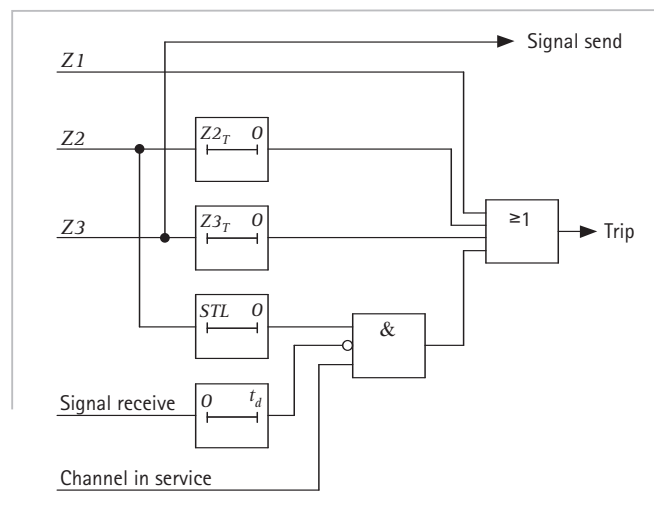 Signal send
Z1
Z2
Z2T 0
Z3
Z3T 0
≥1
Trip
STL 0
&
Signal receive
0 td
Channel in service